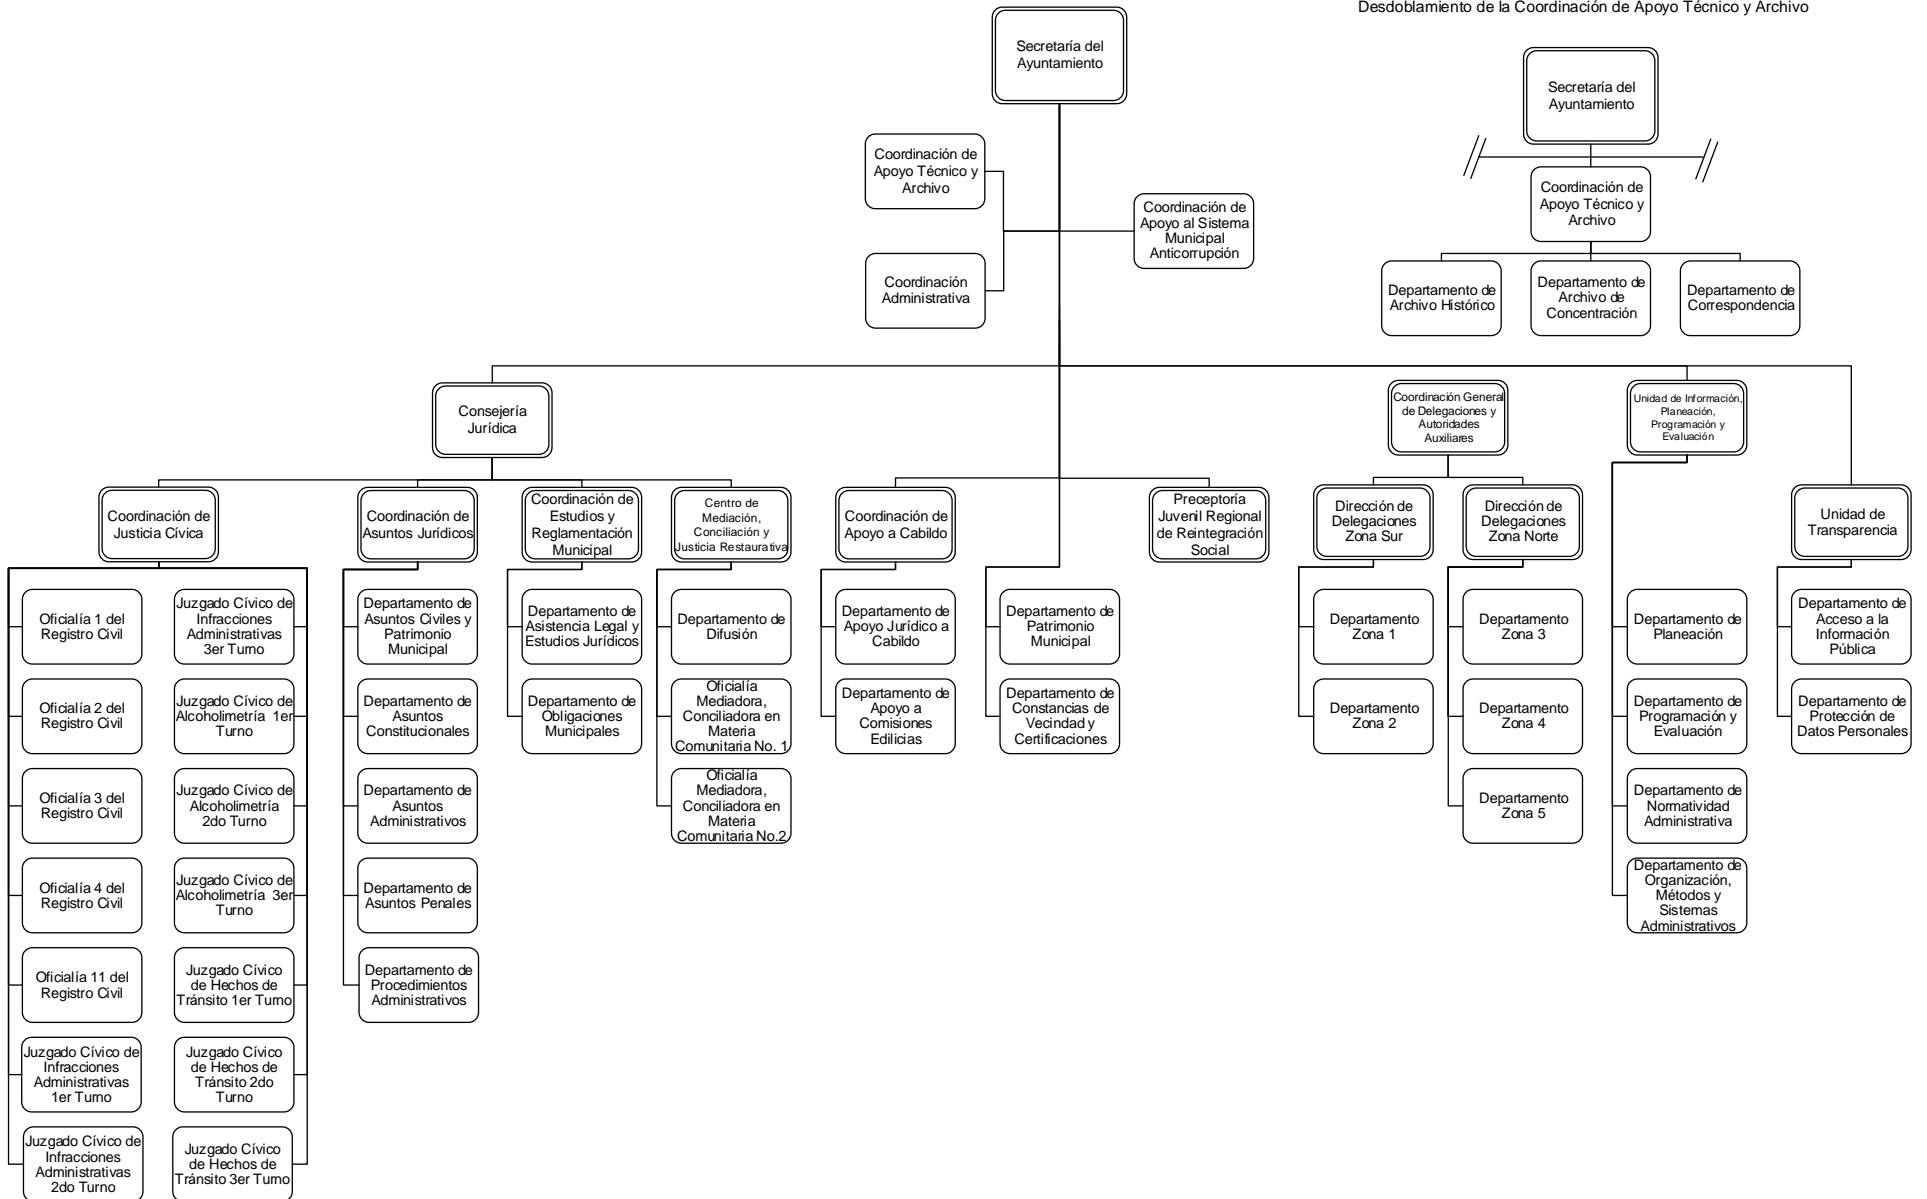 Desdoblamiento de la Coordinación de Apoyo Técnico y Archivo
Secretaría del
Ayuntamiento
Secretaría del
Ayuntamiento
Coordinación de
Apoyo Técnico y
Archivo
Coordinación de
Apoyo al Sistema
Municipal
Anticorrupción
Coordinación
Administrativa
Coordinación de
Apoyo Técnico y
Archivo
Departamento de
Archivo Histórico
Departamento de
Archivo de
Concentración
Departamento de
Correspondencia
Consejería
Jurídica
Coordinación General
de Delegaciones y
Autoridades
Auxiliares
Unidad de Información,
Planeación,
Programación y
Evaluación
Coordinación de
Justicia Cívica
Coordinación de
Asuntos Jurídicos
Coordinación de
Estudios y
Reglamentación
Municipal
Centro de
Mediación,
Conciliación y
Justicia Restaurativa
Coordinación de
Apoyo a Cabildo
Preceptoría
Juvenil Regional
de Reintegración
Social
Dirección de
Delegaciones
Zona Sur
Dirección de
Delegaciones
Zona Norte
Unidad de
Transparencia
Oficialía 1 del
Registro Civil
Oficialía 2 del
Registro Civil
Oficialía 3 del
Registro Civil
Oficialía 4 del
Registro Civil
Oficialía 11 del
Registro Civil
Juzgado Cívico de
Infracciones
Administrativas
1er Turno
Juzgado Cívico de
Infracciones
Administrativas
2do Turno
Juzgado Cívico de
Infracciones
Administrativas
3er Turno
Juzgado Cívico de
Alcoholimetría 1er
Turno
Juzgado Cívico de
Alcoholimetría
2do Turno
Juzgado Cívico de
Alcoholimetría 3er
Turno
Juzgado Cívico
de Hechos de
Tránsito 1er Turno
Juzgado Cívico
de Hechos de
Tránsito 2do
Turno
Juzgado Cívico
de Hechos de
Tránsito 3er Turno
Departamento de
Asuntos Civiles y
Patrimonio
Municipal
Departamento de
Asuntos
Constitucionales
Departamento de
Asuntos
Administrativos
Departamento de
Asuntos Penales
Departamento de
Procedimientos
Administrativos
Departamento de
Asistencia Legal y
Estudios Jurídicos
Departamento de
Obligaciones
Municipales
Departamento de
Difusión
Oficialía
Mediadora,
Conciliadora en
Materia
Comunitaria No. 1
Oficialía
Mediadora,
Conciliadora en
Materia
Comunitaria No.2
Departamento de
Apoyo Jurídico a
Cabildo
Departamento de
Apoyo a
Comisiones
Edilicias
Departamento de
Patrimonio
Municipal
Departamento de
Constancias de
Vecindad y
Certificaciones
Departamento
Zona 1
Departamento
Zona 2
Departamento
Zona 3
Departamento
Zona 4
Departamento
Zona 5
Departamento de
Planeación
Departamento de
Programación y
Evaluación
Departamento de
Normatividad
Administrativa
Departamento de
Organización,
Métodos y
Sistemas
Administrativos
Departamento de
Acceso a la
Información
Pública
Departamento de
Protección de
Datos Personales